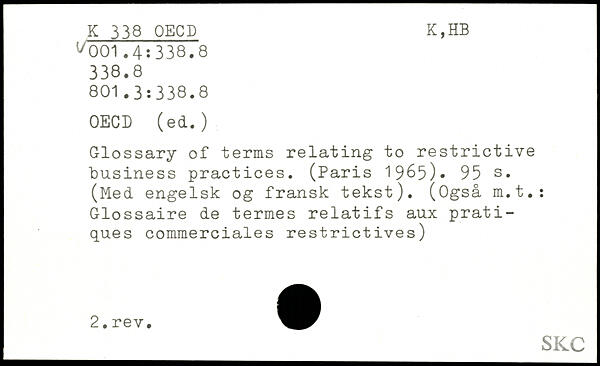 K 338 OECD K,HB
✓001.4:338.8
338.8
801.3:338.8
OECD (ed.)
Glossary of terms relating to restrictive
business practices. (Paris 1965). 95 s.
(Med engelsk og fransk tekst). (Også m.t.:
Glossaire de termes relatifs aux prati-
ques commerciales restrictives)
2.rev.
SKC